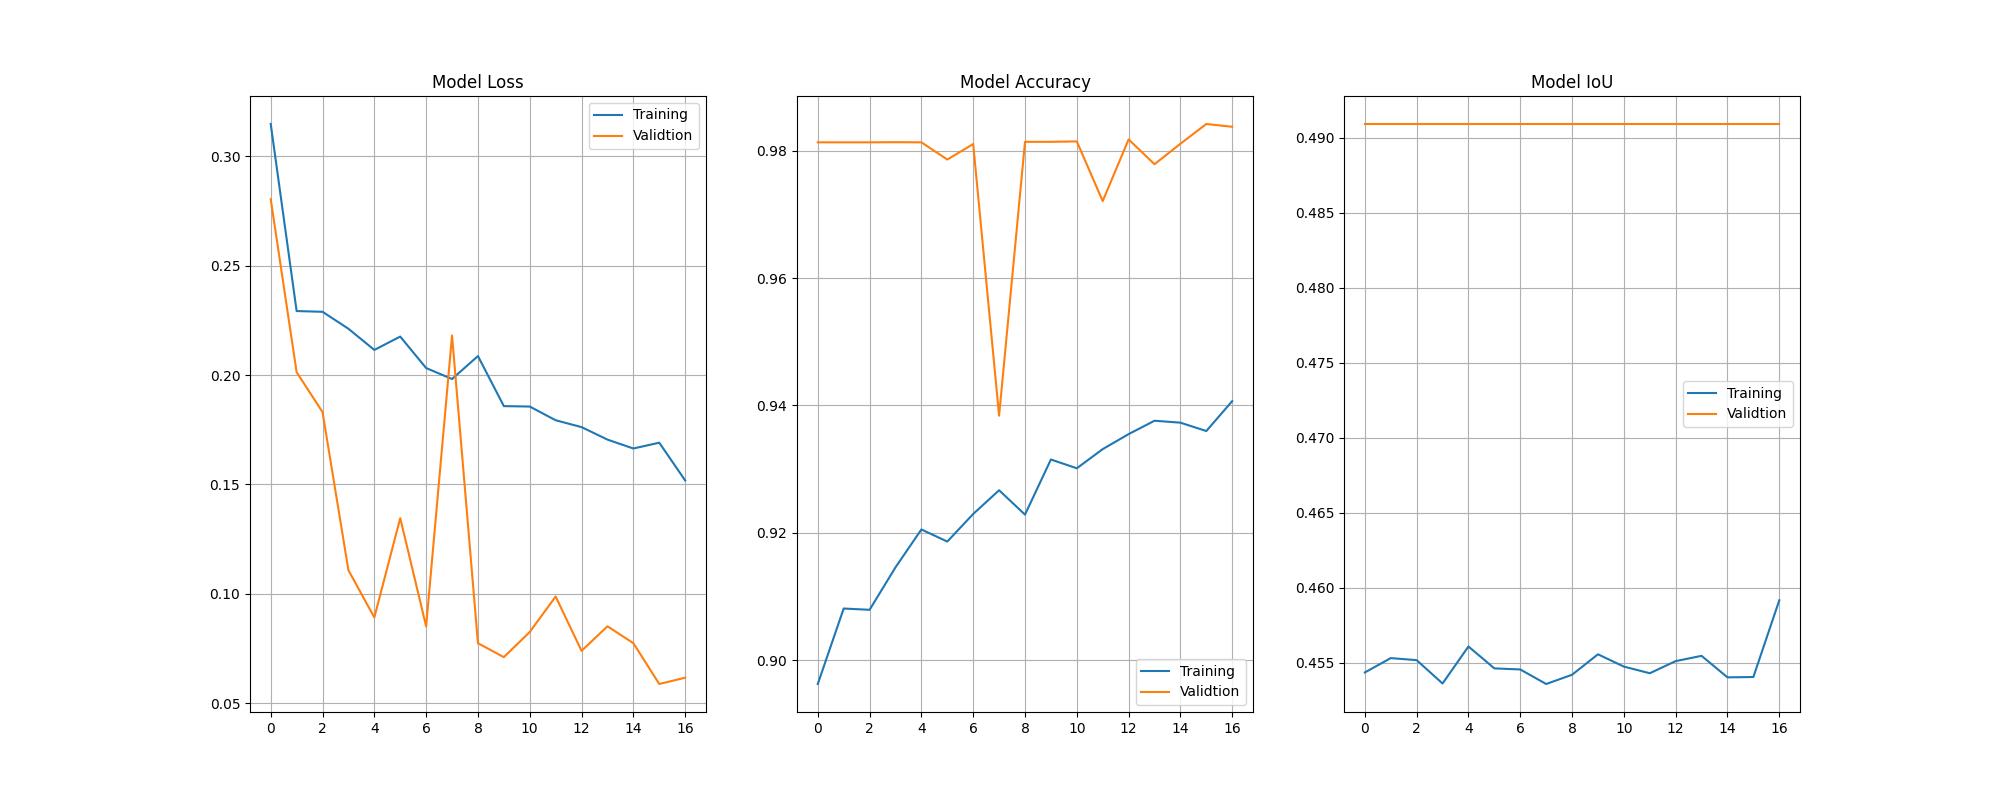 Model Loss
Training
Validtion
0.30
0.25
0.20
0.15
0.10
0.05
0 2 4 6 8 10 12 14 16
Model Accuracy
0.98
0.96
0.94
0.92
0.90
Training
Validtion
0 2 4 6 8 10 12 14 16
Model IoU
0.490
0.485
0.480
0.475
0.470
0.465
0.460
0.455
Training
Validtion
0 2 4 6 8 10 12 14 16